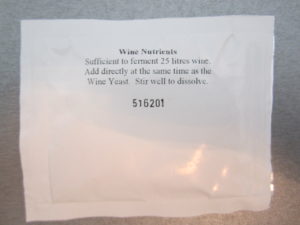 Wine Nutrients
Sufficient to ferment 25 litres wine.
Add directly at the same time as the
Wine Yeast. Stir well to dissolve.
516201